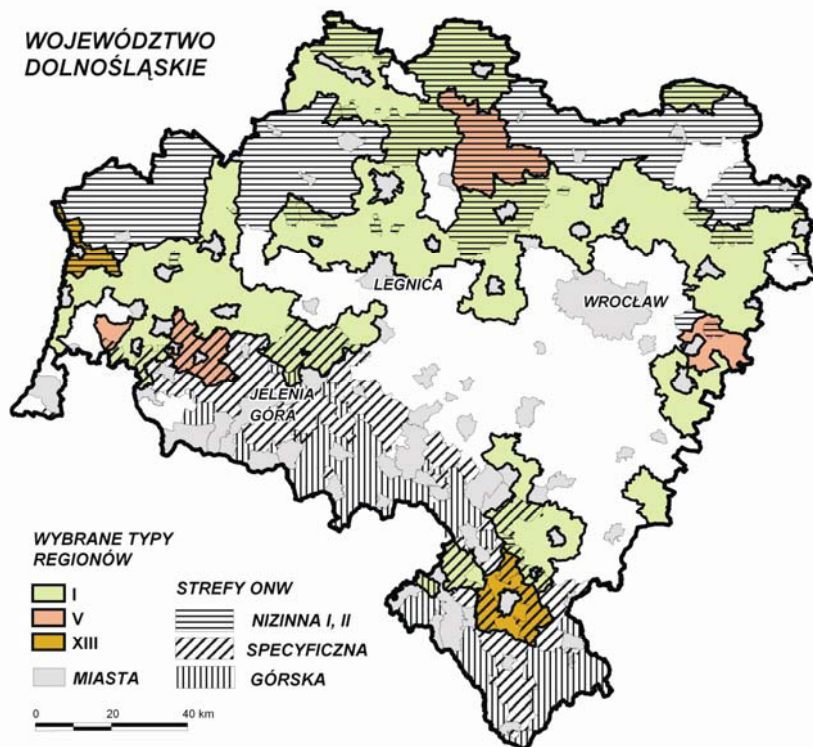 WOJEWÓDZTWO
DOLNOŚLĄSKIE
LEGNICA
WROCŁAW
JELENIA
GÓRA
WYBRANE TYPY
REGIONÓW
I
V
XIII
MIASTA
STREFY ONW
NIZINNA I, II
SPECYFICZNA
GÓRSKA
0 20 40 km